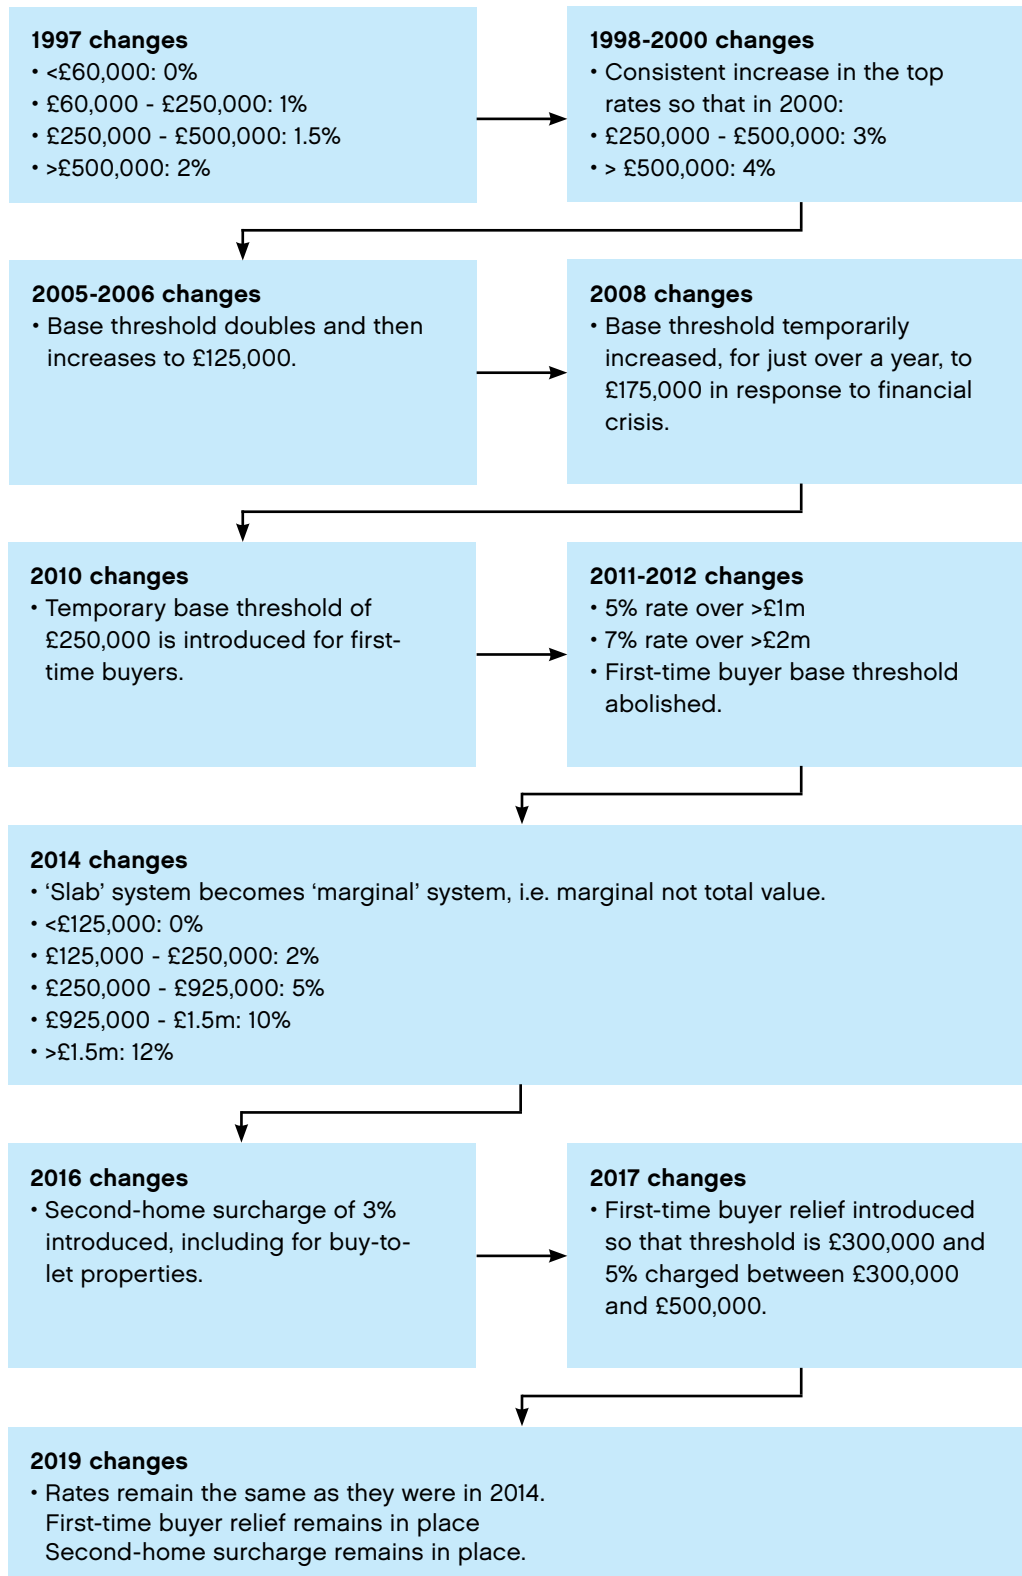 1997 changes
• <£60,000: 0%
• £60,000 - £250,000: 1%
• £250,000 - £500,000: 1.5%
• >£500,000: 2%
1998-2000 changes
• Consistent increase in the top
rates so that in 2000:
• £250,000 - £500,000: 3%
• > £500,000: 4%
2005-2006 changes
• Base threshold doubles and then
increases to £125,000.
2008 changes
• Base threshold temporarily
increased, for just over a year, to
£175,000 in response to financial
crisis.
2010 changes
• Temporary base threshold of
£250,000 is introduced for first-
time buyers.
2011-2012 changes
• 5% rate over >£1m
• 7% rate over >£2m
• First-time buyer base threshold
abolished.
2014 changes
• ‘Slab’ system becomes ‘marginal’ system, i.e. marginal not total value.
• <£125,000: 0%
• £125,000 - £250,000: 2%
• £250,000 - £925,000: 5%
• £925,000 - £1.5m: 10%
• >£1.5m: 12%
2016 changes
• Second-home surcharge of 3%
introduced, including for buy-to-
let properties.
2017 changes
• First-time buyer relief introduced
so that threshold is £300,000 and
5% charged between £300,000
and £500,000.
2019 changes
• Rates remain the same as they were in 2014.
First-time buyer relief remains in place
Second-home surcharge remains in place.